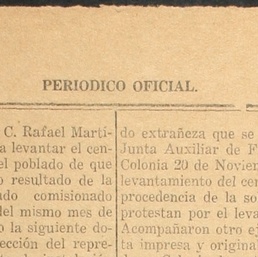 PERIODICO OFICIAL.
C. Rafael Marti-
a levantar el cen-
el poblado de que
o resultado de la
ado comisionado
del mismo mes de
o la siguiente do-
ección del repre-
do extrañeza que se
Junta Auxiliar de F
Colonia 20 de Noviem
levantamiento del cen
procedencia de la so
protestan por el leva
Acompañaron otro ej
ta impresa y origina